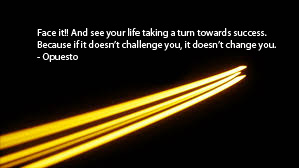 Face it!! And see your life taking a turn towards success.
Because if it doesn't challenge you, it doesn't change you.
- Opuesto